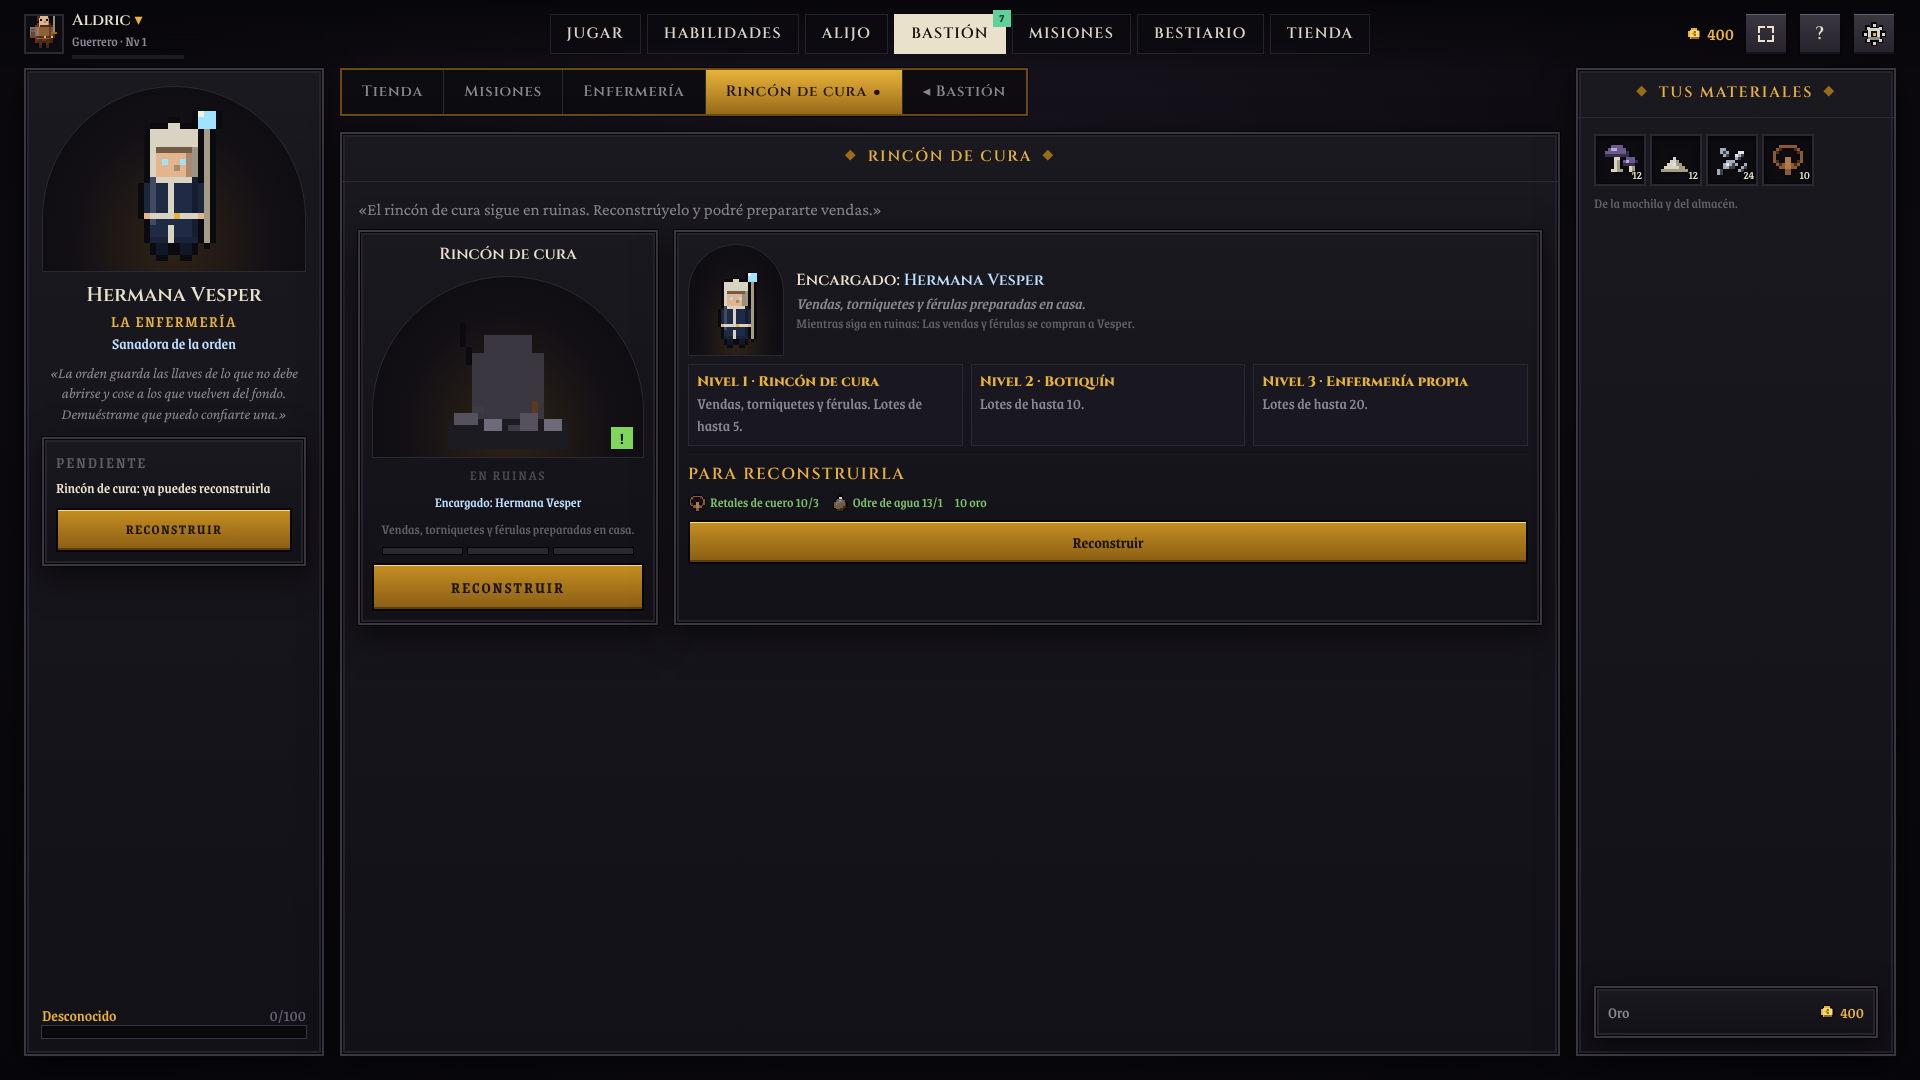 Aldric ▾
Guerrero · Nv 1
JUGAR
HABILIDADES
ALIJO
BASTIÓN
7
MISIONES
BESTIARIO
TIENDA
400
?
Hermana Vesper
LA ENFERMERÍA
Sanadora de la orden
«La orden guarda las llaves de lo que no debe
abrirse y cose a los que vuelven del fondo.
Demuéstrame que puedo confiarte una.»
PENDIENTE
Rincón de cura: ya puedes reconstruirla
RECONSTRUIR
Desconocido
0/100
Tienda
Misiones
Enfermería
Rincón de cura •
◂ Bastión
RINCÓN DE CURA
«El rincón de cura sigue en ruinas. Reconstrúyelo y podré prepararte vendas.»
Rincón de cura
!
EN RUINAS
Encargado: Hermana Vesper
Vendas, torniquetes y férulas preparadas en casa.
RECONSTRUIR
Encargado: Hermana Vesper
Vendas, torniquetes y férulas preparadas en casa.
Mientras siga en ruinas: Las vendas y férulas se compran a Vesper.
Nivel 1 · Rincón de cura
Vendas, torniquetes y férulas. Lotes de
hasta 5.
Nivel 2 · Botiquín
Lotes de hasta 10.
Nivel 3 · Enfermería propia
Lotes de hasta 20.
PARA RECONSTRUIRLA
Retales de cuero 10/3 Odre de agua 13/1 10 oro
Reconstruir
TUS MATERIALES
12
12
24
10
De la mochila y del almacén.
Oro
400